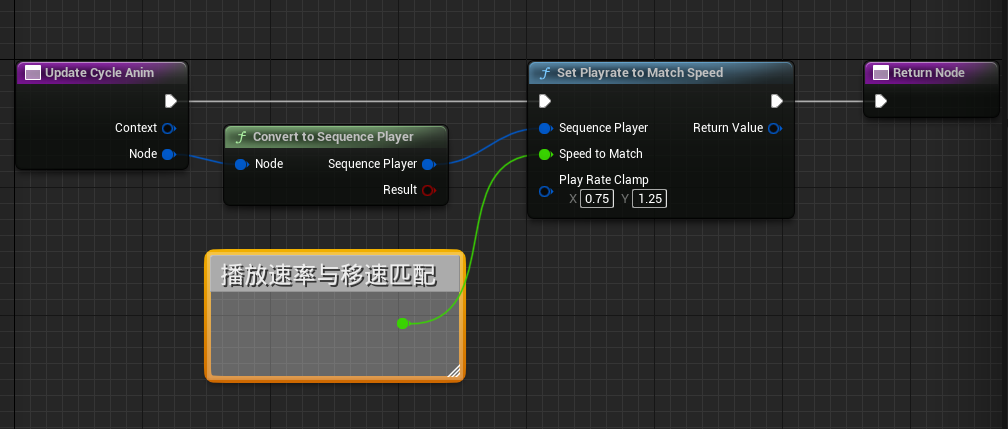 Update Cycle Anim
Context
Node
Convert to Sequence Player
Node
Sequence Player
Result
Set Playrate to Match Speed
Sequence Player
Return Value
Speed to Match
Play Rate Clamp
X 0.75 Y 1.25
Return Node
播放速率与移速匹配